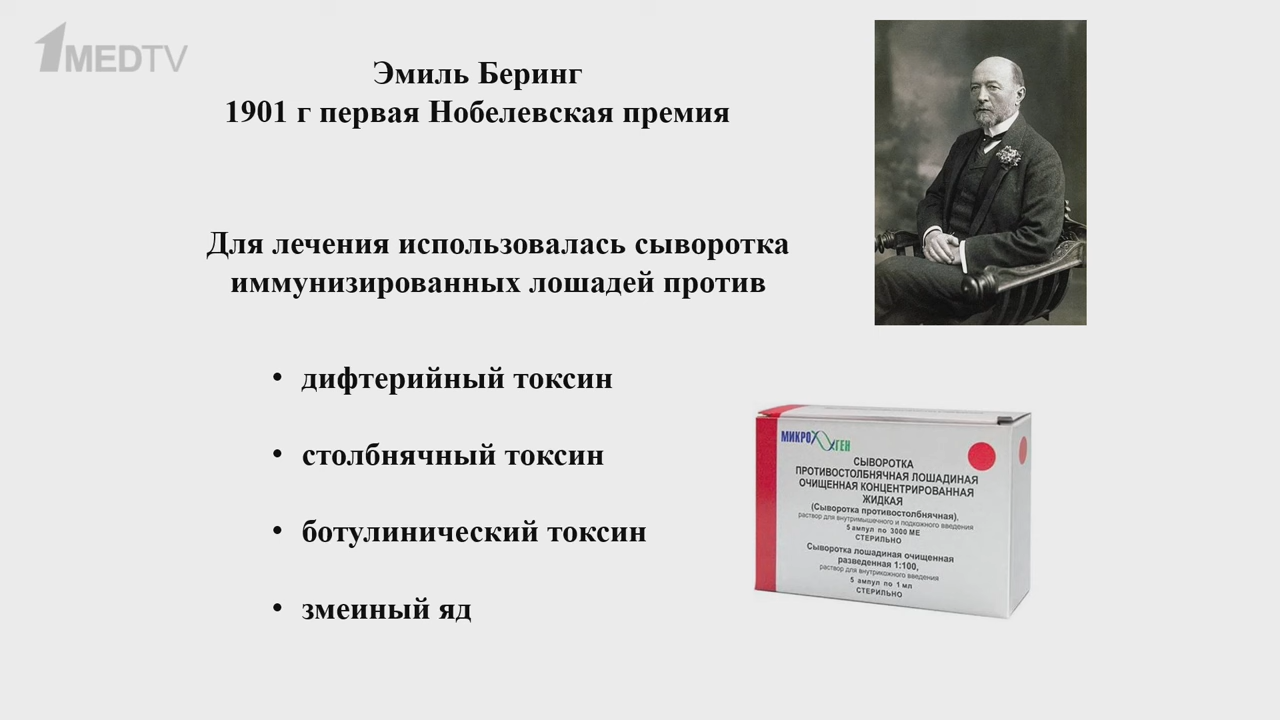 1MEDTV
Эмиль Беринг
1901 г первая Нобелевская премия
Для лечения использовалась сыворотка
иммунизированных лошадей против
• дифтерийный токсин
• столбнячный токсин
• ботулинический токсин
• змеиный яд
МИКРОГЕН
СЫВОРОТКА
ПРОТИВОСТОЛБНЯЧНАЯ ЛОШАДИНАЯ
ОЧИЩЕННАЯ КОНЦЕНТРИРОВАННАЯ
ЖИДКАЯ
(Сыворотка противостолбнячная),
раствор для внутримышечного и подкожного введения
5 ампул по 3000 МЕ
СТЕРИЛЬНО
Сыворотка лошадиная очищенная
разведенная 1:100,
раствор для внутрикожного введения
5 ампул по 1 мл
СТЕРИЛЬНО